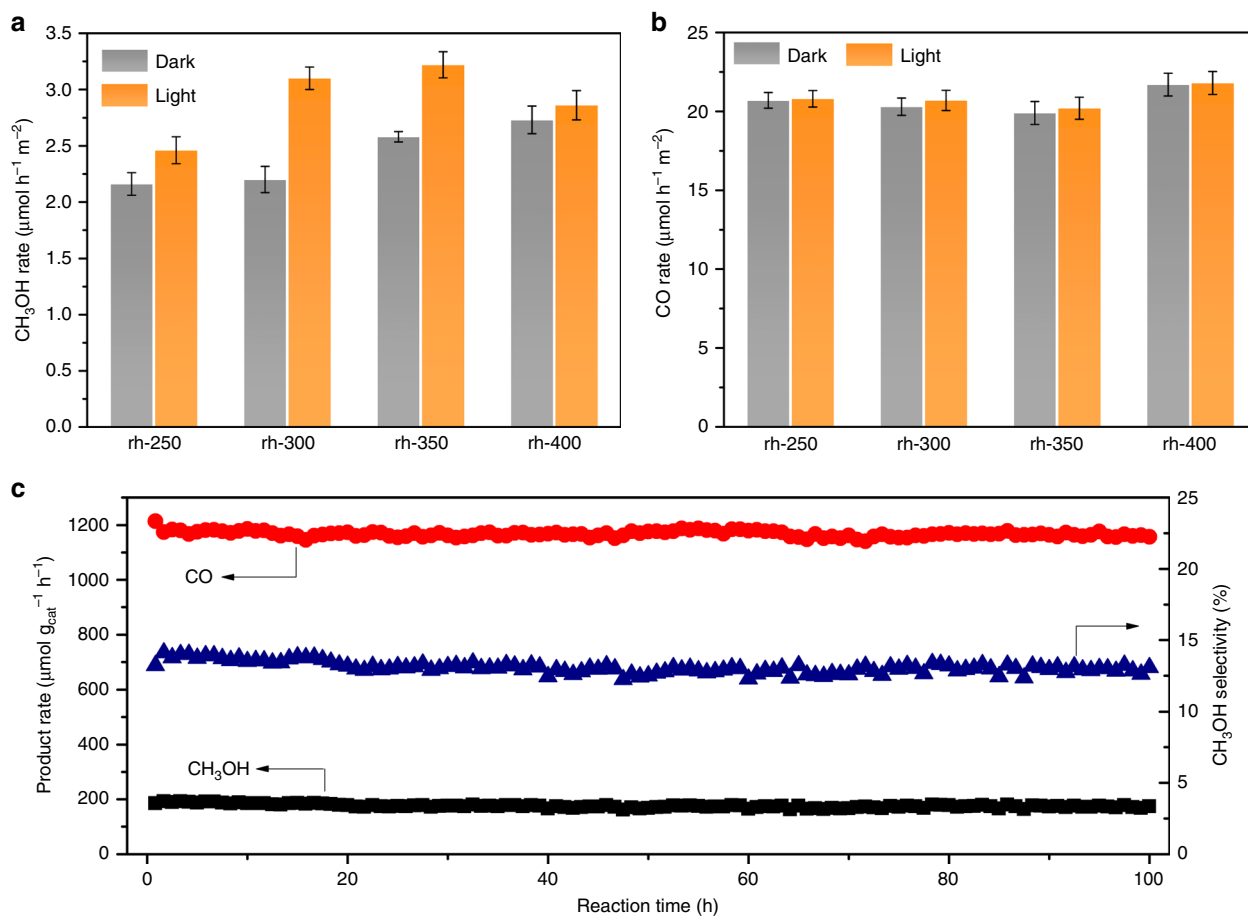 a
CH₃OH rate (μmol h⁻¹ m⁻²)
3.5
3.0
2.5
2.0
1.5
1.0
0.5
0.0
Dark
Light
rh-250 rh-300 rh-350 rh-400
b
CO rate (μmol h⁻¹ m⁻²)
25
20
15
10
5
0
Dark Light
rh-250 rh-300 rh-350 rh-400
c
Product rate (μmol g_cat⁻¹ h⁻¹)
1200
1000
800
600
400
200
0
CO
CH₃OH
25
20
15
10
5
0
CH₃OH selectivity (%)
0 20 40 60 80 100
Reaction time (h)